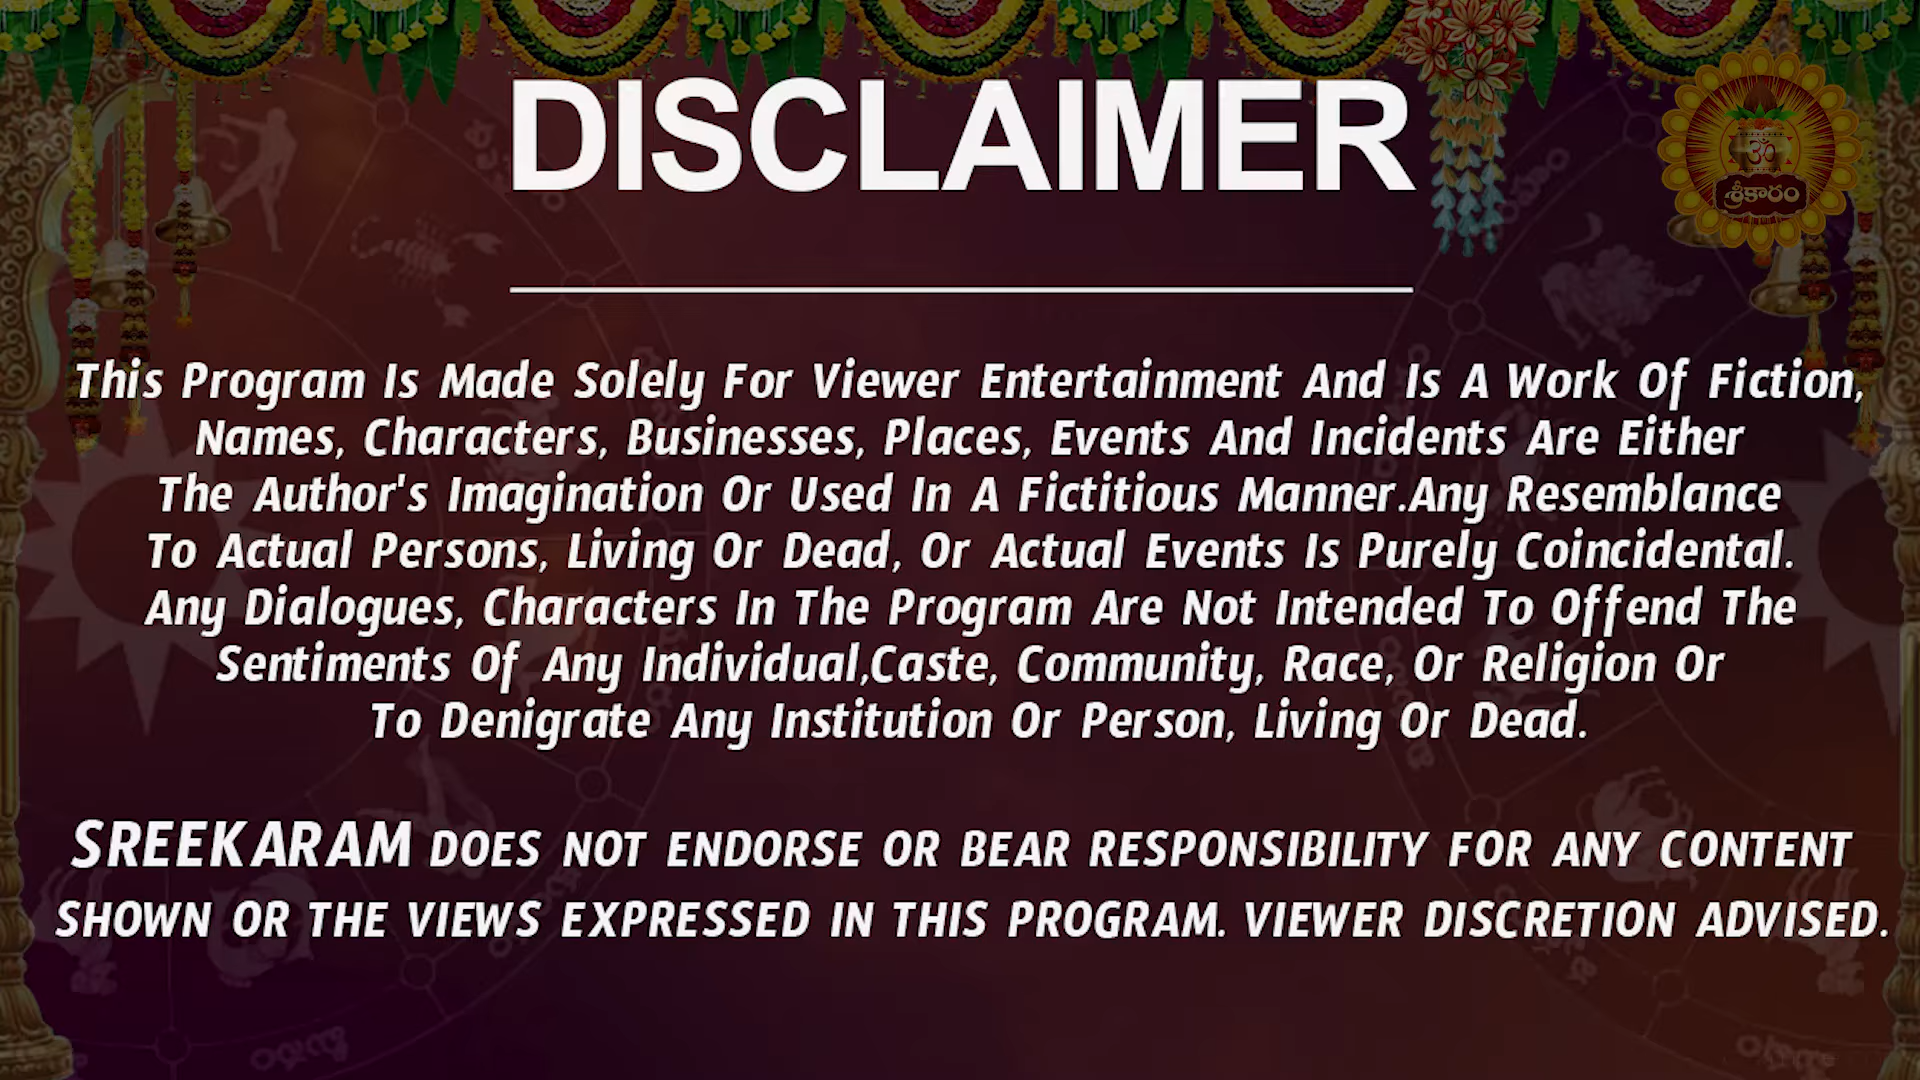 DISCLAIMER
ॐ
శ్రీకారం
This Program Is Made Solely For Viewer Entertainment And Is A Work Of Fiction,
Names, Characters, Businesses, Places, Events And Incidents Are Either
The Author's Imagination Or Used In A Fictitious Manner.Any Resemblance
To Actual Persons, Living Or Dead, Or Actual Events Is Purely Coincidental.
Any Dialogues, Characters In The Program Are Not Intended To Offend The
Sentiments Of Any Individual,Caste, Community, Race, Or Religion Or
To Denigrate Any Institution Or Person, Living Or Dead.
SREEKARAM DOES NOT ENDORSE OR BEAR RESPONSIBILITY FOR ANY CONTENT
SHOWN OR THE VIEWS EXPRESSED IN THIS PROGRAM. VIEWER DISCRETION ADVISED.